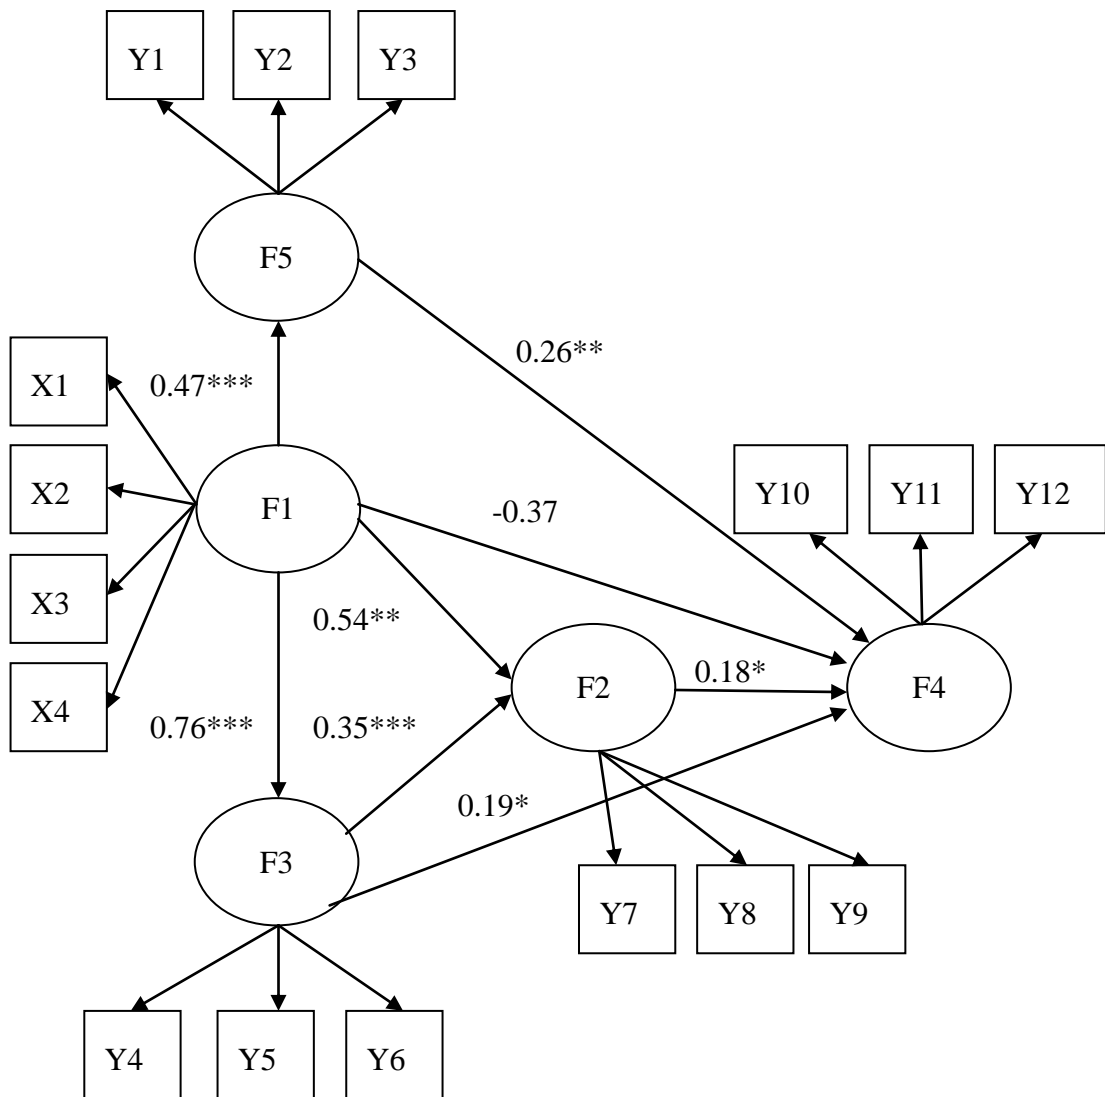 Y1 Y2 Y3
F5
0.26**
X1 0.47***
X2 F1 -0.37 Y10 Y11 Y12
X3 0.54**
F2 0.18* F4
X4 0.76*** 0.35***
0.19*
F3
Y7 Y8 Y9
Y4 Y5 Y6